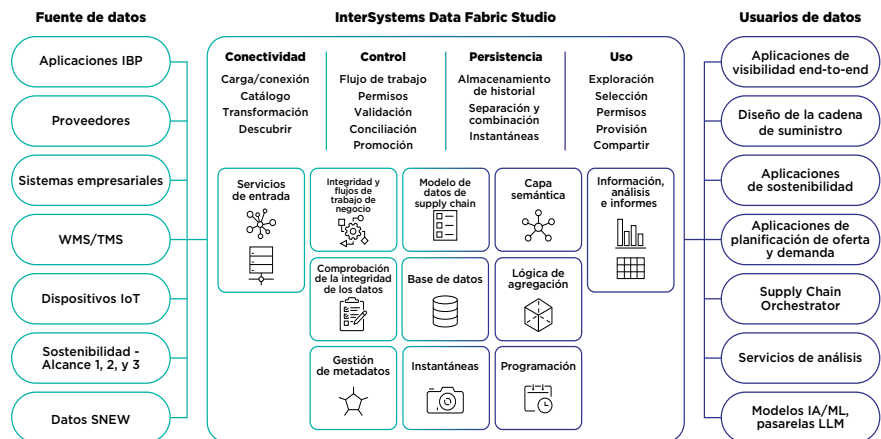 Fuente de datos
InterSystems Data Fabric Studio
Usuarios de datos
Aplicaciones IBP
Proveedores
Sistemas empresariales
WMS/TMS
Dispositivos IoT
Sostenibilidad -
Alcance 1, 2, y 3
Datos SNEW
Conectividad
Carga/conexión
Catálogo
Transformación
Descubrir
Control
Flujo de trabajo
Permisos
Validación
Conciliación
Promoción
Persistencia
Almacenamiento
de historial
Separación y
combinación
Instantáneas
Uso
Exploración
Selección
Permisos
Provisión
Compartir
Servicios
de entrada
Integridad y
flujos de
trabajo de
negocio
Modelo de
datos de
supply chain
Capa
semántica
Información,
análisis
e informes
Comprobación
de la integridad
de los datos
Base de datos
Lógica de
agregación
Gestión
de metadatos
Instantáneas
Programación
Aplicaciones de
visibilidad end-to-end
Diseño de la cadena
de suministro
Aplicaciones
de sostenibilidad
Aplicaciones de
planificación de oferta
y demanda
Supply Chain
Orchestrator
Servicios de análisis
Modelos IA/ML,
pasarelas LLM